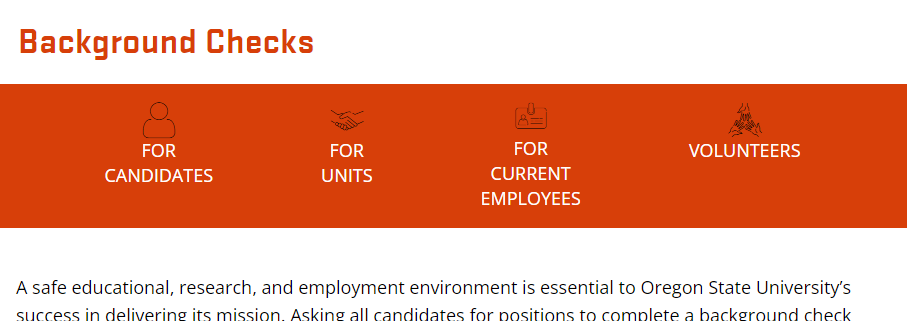 Background Checks
FOR
CANDIDATES
FOR
UNITS
FOR
CURRENT
EMPLOYEES
VOLUNTEERS
A safe educational, research, and employment environment is essential to Oregon State University’s
success in delivering its mission. Asking all candidates for positions to complete a background check